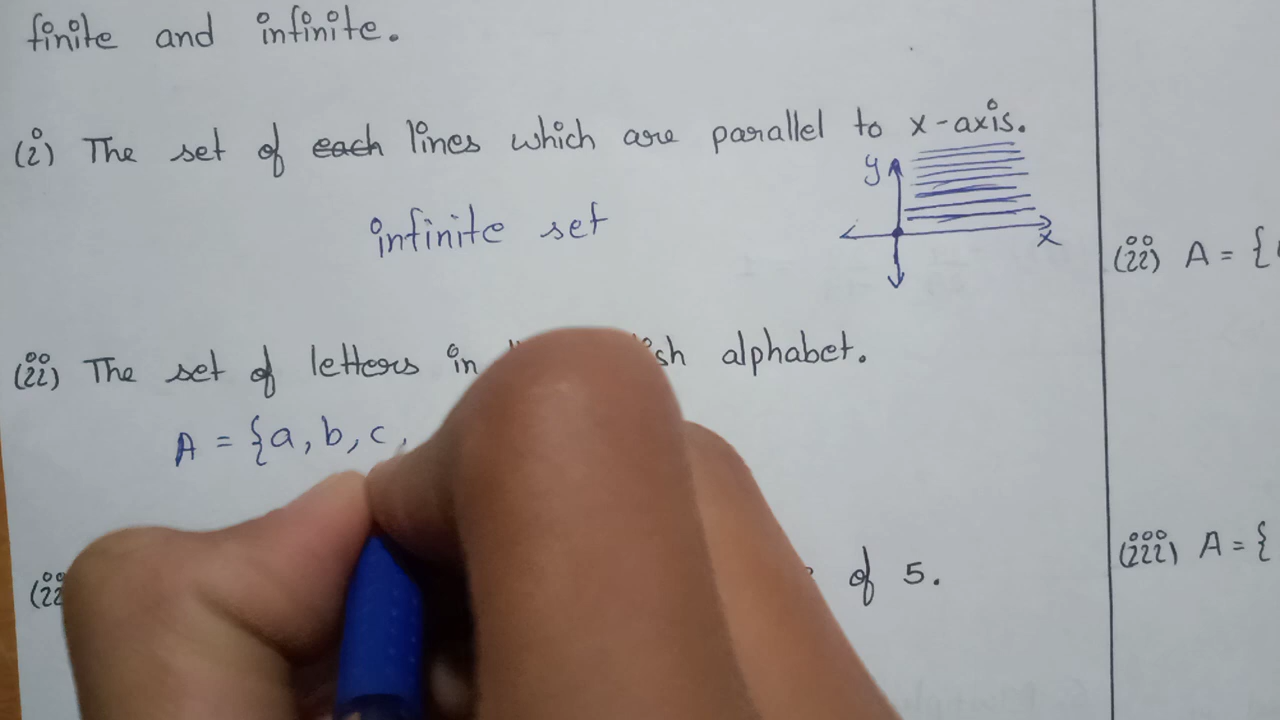 finite and infinite.
(i) The set of each lines which are parallel to x-axis.
y
infinite set
x
(ii) The set of letters in alphabet.
A = {a, b, c,
of 5.
(ii) A = {
(iii) A = {